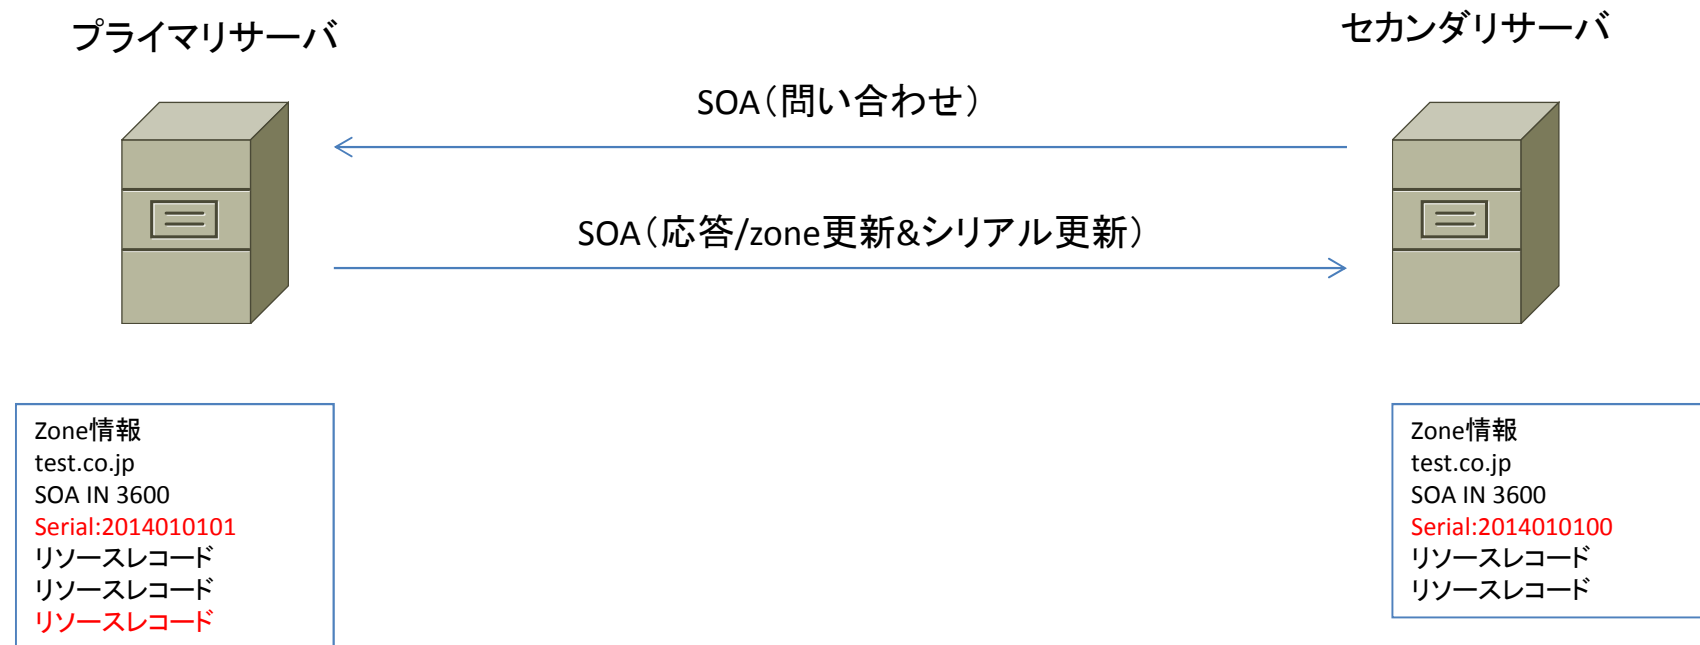 プライマリサーバ
セカンダリサーバ
SOA（問い合わせ）
SOA（応答/zone更新&シリアル更新）
Zone情報
test.co.jp
SOA IN 3600
Serial:2014010101
リソースレコード
リソースレコード
リソースレコード
Zone情報
test.co.jp
SOA IN 3600
Serial:2014010100
リソースレコード
リソースレコード